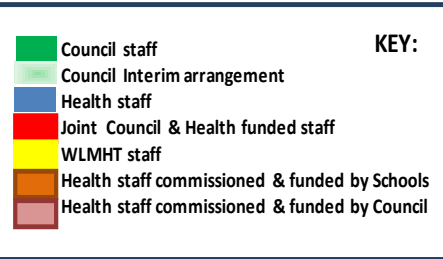 KEY:
Council staff
Council Interim arrangement
Health staff
Joint Council & Health funded staff
WLMHT staff
Health staff commissioned & funded by Schools
Health staff commissioned & funded by Council